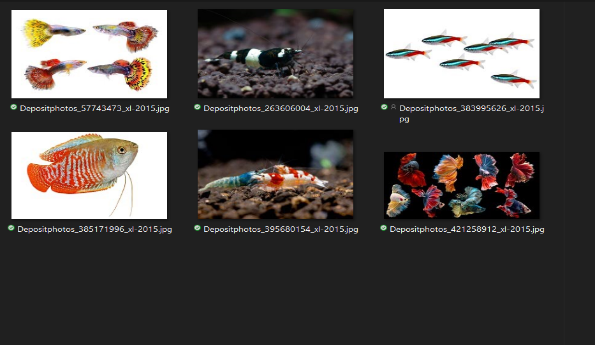 Depositphotos_57743473_xl-2015.jpg
Depositphotos_263606004_xl-2015.jpg
Depositphotos_383995626_xl-2015.j
pg
Depositphotos_385171996_xl-2015.jpg
Depositphotos_395680154_xl-2015.jpg
Depositphotos_421258912_xl-2015.jpg